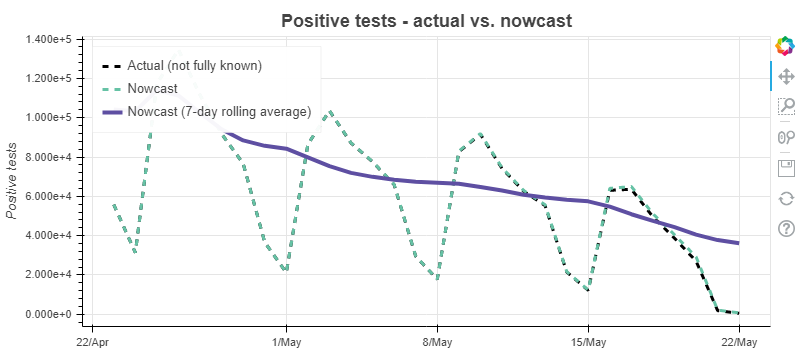 Positive tests - actual vs. nowcast
1.400e+5
1.200e+5
1.000e+5
8.000e+4
6.000e+4
4.000e+4
2.000e+4
0.000e+0
Positive tests
Actual (not fully known)
Nowcast
Nowcast (7-day rolling average)
22/Apr
1/May
8/May
15/May
22/May